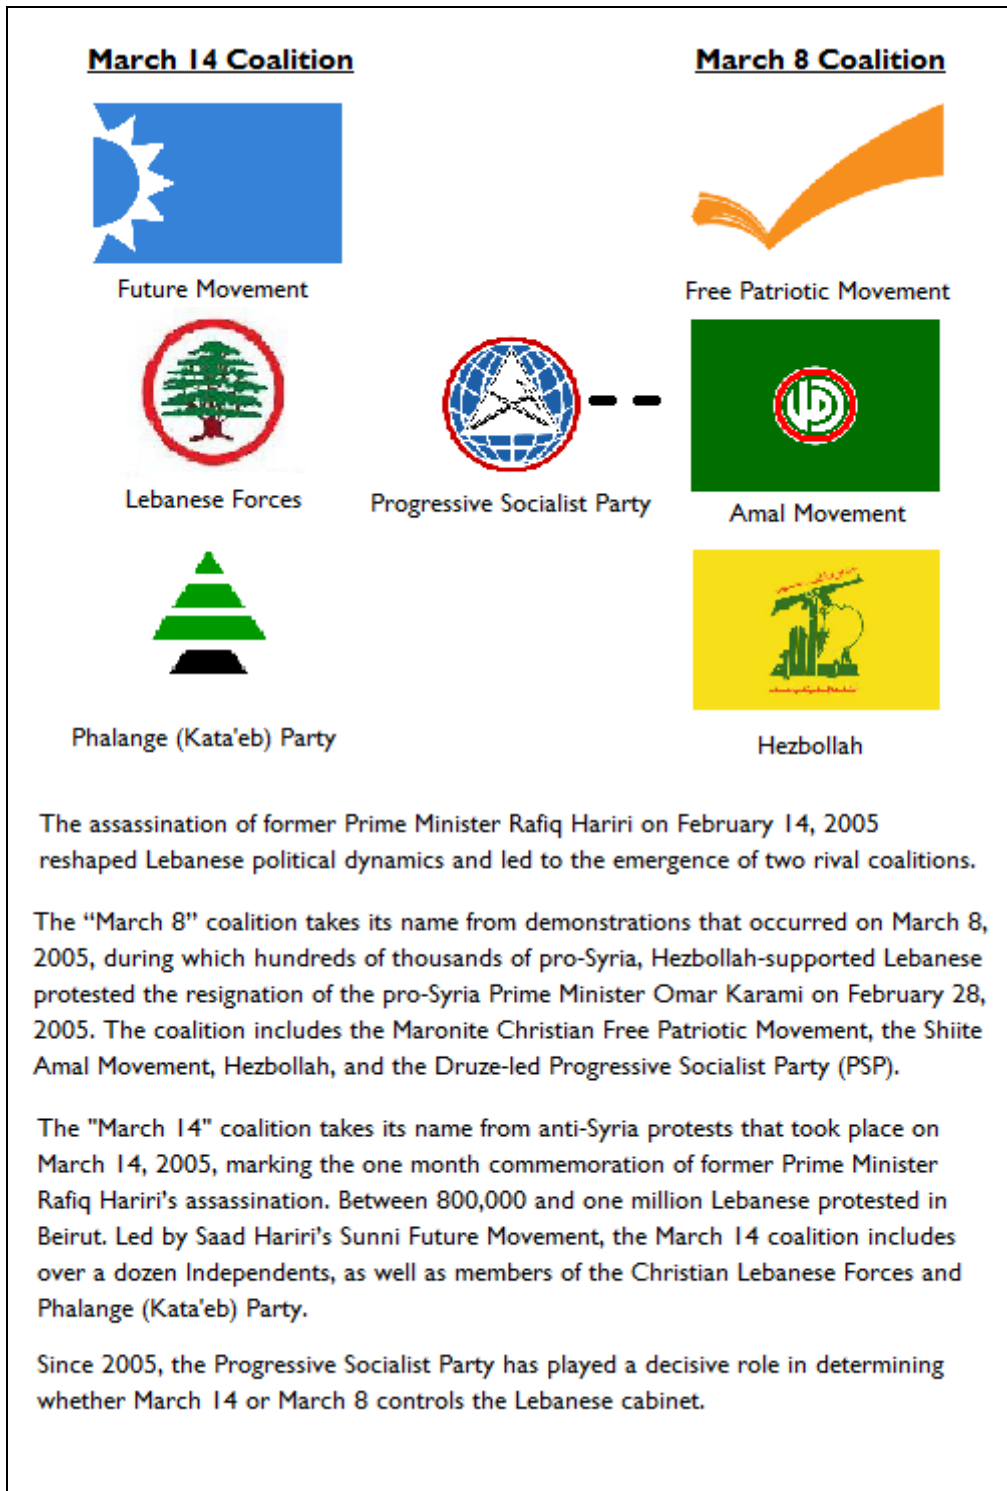 March 14 Coalition
March 8 Coalition
Future Movement
Free Patriotic Movement
Lebanese Forces
Progressive Socialist Party
Amal Movement
Phalange (Kata'eb) Party
Hezbollah
The assassination of former Prime Minister Rafiq Hariri on February 14, 2005
reshaped Lebanese political dynamics and led to the emergence of two rival coalitions.
The “March 8” coalition takes its name from demonstrations that occurred on March 8,
2005, during which hundreds of thousands of pro-Syria, Hezbollah-supported Lebanese
protested the resignation of the pro-Syria Prime Minister Omar Karami on February 28,
2005. The coalition includes the Maronite Christian Free Patriotic Movement, the Shiite
Amal Movement, Hezbollah, and the Druze-led Progressive Socialist Party (PSP).
The "March 14" coalition takes its name from anti-Syria protests that took place on
March 14, 2005, marking the one month commemoration of former Prime Minister
Rafiq Hariri's assassination. Between 800,000 and one million Lebanese protested in
Beirut. Led by Saad Hariri's Sunni Future Movement, the March 14 coalition includes
over a dozen Independents, as well as members of the Christian Lebanese Forces and
Phalange (Kata'eb) Party.
Since 2005, the Progressive Socialist Party has played a decisive role in determining
whether March 14 or March 8 controls the Lebanese cabinet.